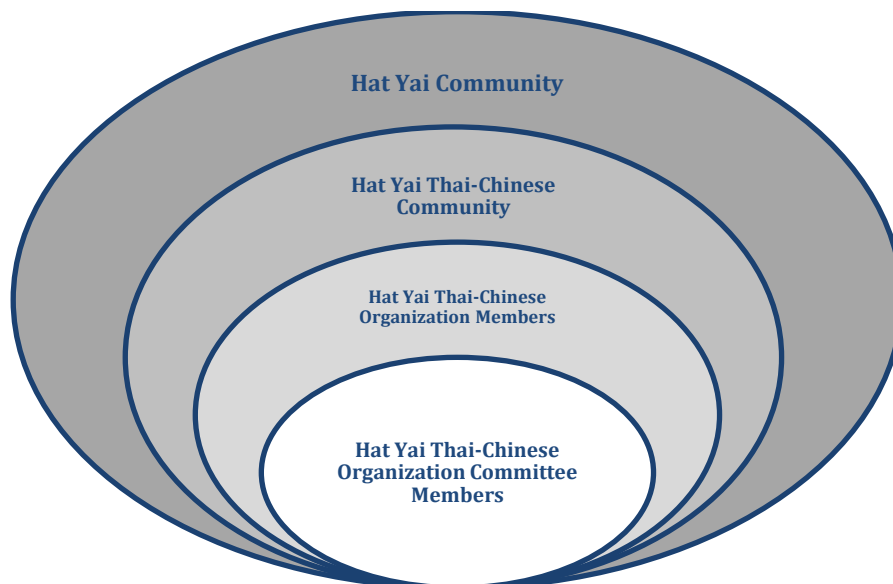 Hat Yai Community
Hat Yai Thai-Chinese
Community
Hat Yai Thai-Chinese
Organization Members
Hat Yai Thai-Chinese
Organization Committee
Members